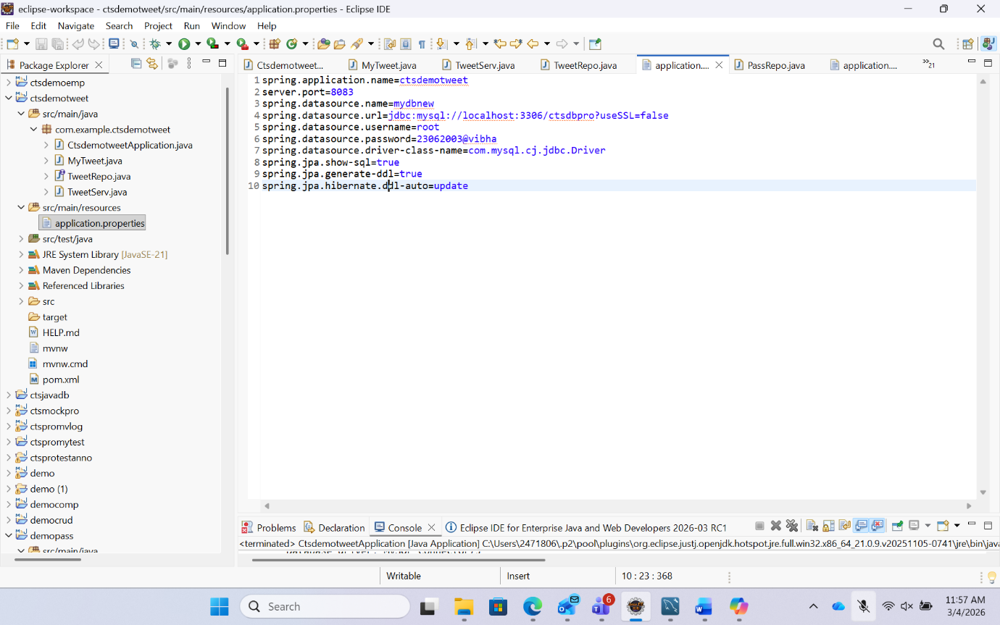 eclipse-workspace - ctsdemotweet/src/main/resources/application.properties - Eclipse IDE
File Edit Navigate Search Project Run Window Help
Package Explorer
Ctsdemotweet... MyTweet.java TweetServ.java TweetRepo.java application.... PassRepo.java application.... »21
ctsdemoemp
ctsdemotweet
src/main/java
com.example.ctsdemotweet
CtsdemotweetApplication.java
MyTweet.java
TweetRepo.java
TweetServ.java
src/main/resources
application.properties
src/test/java
JRE System Library [JavaSE-21]
Maven Dependencies
Referenced Libraries
src
target
HELP.md
mvnw
mvnw.cmd
pom.xml
ctsjavadb
ctsmockpro
ctspromvlog
ctspromytest
ctsprotestanno
demo
demo (1)
democomp
democrud
demopass
src/main/java
1 spring.application.name=ctsdemotweet
2 server.port=8083
3 spring.datasource.name=mydbnew
4 spring.datasource.url=jdbc:mysql://localhost:3306/ctsdbpro?useSSL=false
5 spring.datasource.username=root
6 spring.datasource.password=23062003@vibha
7 spring.datasource.driver-class-name=com.mysql.cj.jdbc.Driver
8 spring.jpa.show-sql=true
9 spring.jpa.generate-ddl=true
10 spring.jpa.hibernate.ddl-auto=update
Problems Declaration Console Eclipse IDE for Enterprise Java and Web Developers 2026-03 RC1
<terminated> CtsdemotweetApplication [Java Application] C:\Users\2471806\.p2\pool\plugins\org.eclipse.justj.openjdk.hotspot.jre.full.win32.x86_64_21.0.9.v20251105-0741\jre\bin\java
Writable Insert 10 : 23 : 368
Search
6
11:57 AM
3/4/2026